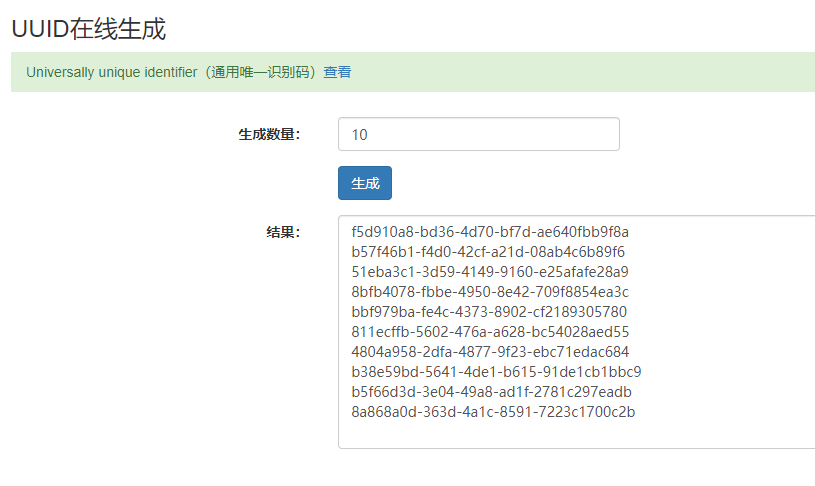 UUID在线生成
Universally unique identifier（通用唯一识别码）查看
生成数量： 10
生成
结果：
f5d910a8-bd36-4d70-bf7d-ae640fbb9f8a
b57f46b1-f4d0-42cf-a21d-08ab4c6b89f6
51eba3c1-3d59-4149-9160-e25afafe28a9
8bfb4078-fbbe-4950-8e42-709f8854ea3c
bbf979ba-fe4c-4373-8902-cf2189305780
811ecffb-5602-476a-a628-bc54028aed55
4804a958-2dfa-4877-9f23-ebc71edac684
b38e59bd-5641-4de1-b615-91de1cb1bbc9
b5f66d3d-3e04-49a8-ad1f-2781c297eadb
8a868a0d-363d-4a1c-8591-7223c1700c2b